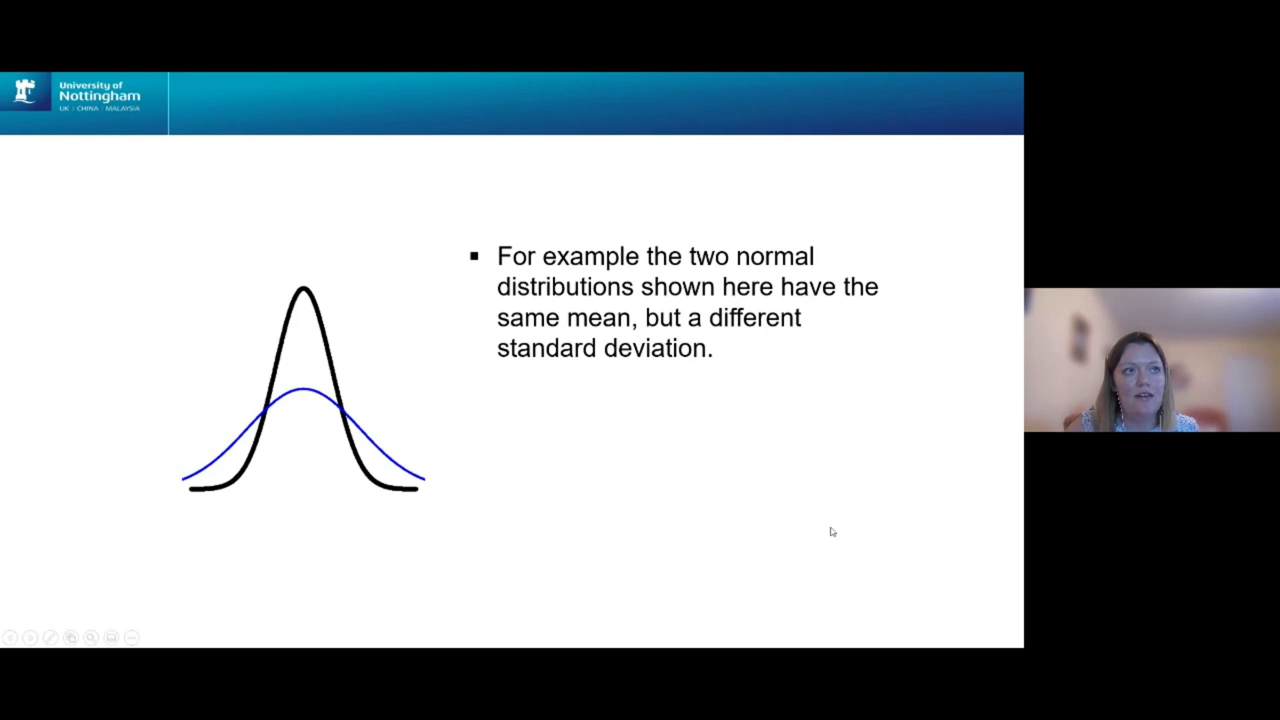 University of
Nottingham
UK | CHINA | MALAYSIA
▪ For example the two normal
distributions shown here have the
same mean, but a different
standard deviation.